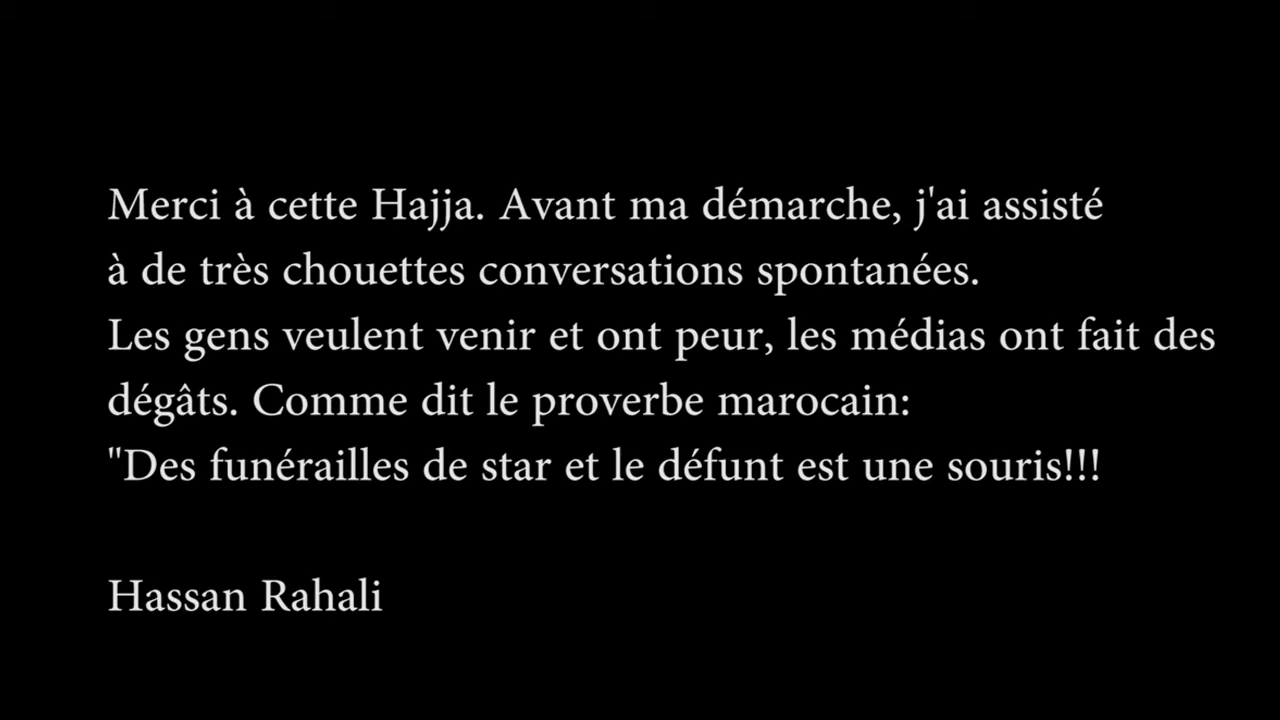 Merci à cette Hajja. Avant ma démarche, j'ai assisté
à de très chouettes conversations spontanées.
Les gens veulent venir et ont peur, les médias ont fait des
dégâts. Comme dit le proverbe marocain:
"Des funérailles de star et le défunt est une souris!!!
Hassan Rahali